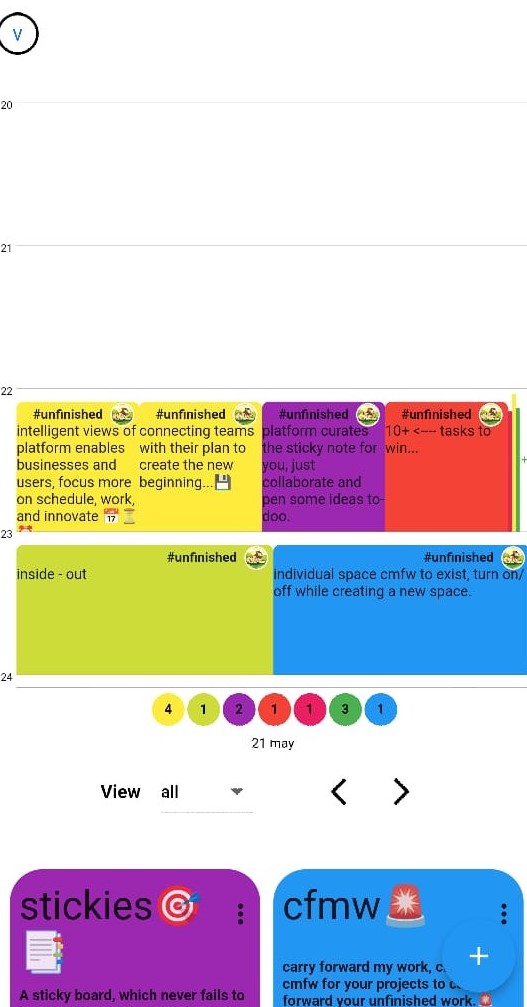 V
20
21
22
#unfinished
intelligent views of
platform enables
businesses and
users, focus more
on schedule, work,
and innovate 📅⏳
⏰
#unfinished
connecting teams
with their plan to
create the new
beginning...💾
#unfinished
platform curates
the sticky note for
you, just
collaborate and
pen some ideas to-
doo.
#unfinished
10+ <---- tasks to
win...
+
23
#unfinished
inside - out
#unfinished
individual space cmfw to exist, turn on/
off while creating a new space.
24
4 1 2 1 1 3 1
21 may
View all
stickies🎯
📑
A sticky board, which never fails to
cfmw🚨
carry forward my work, c
cmfw for your projects to
forward your unfinished work.🚨
+